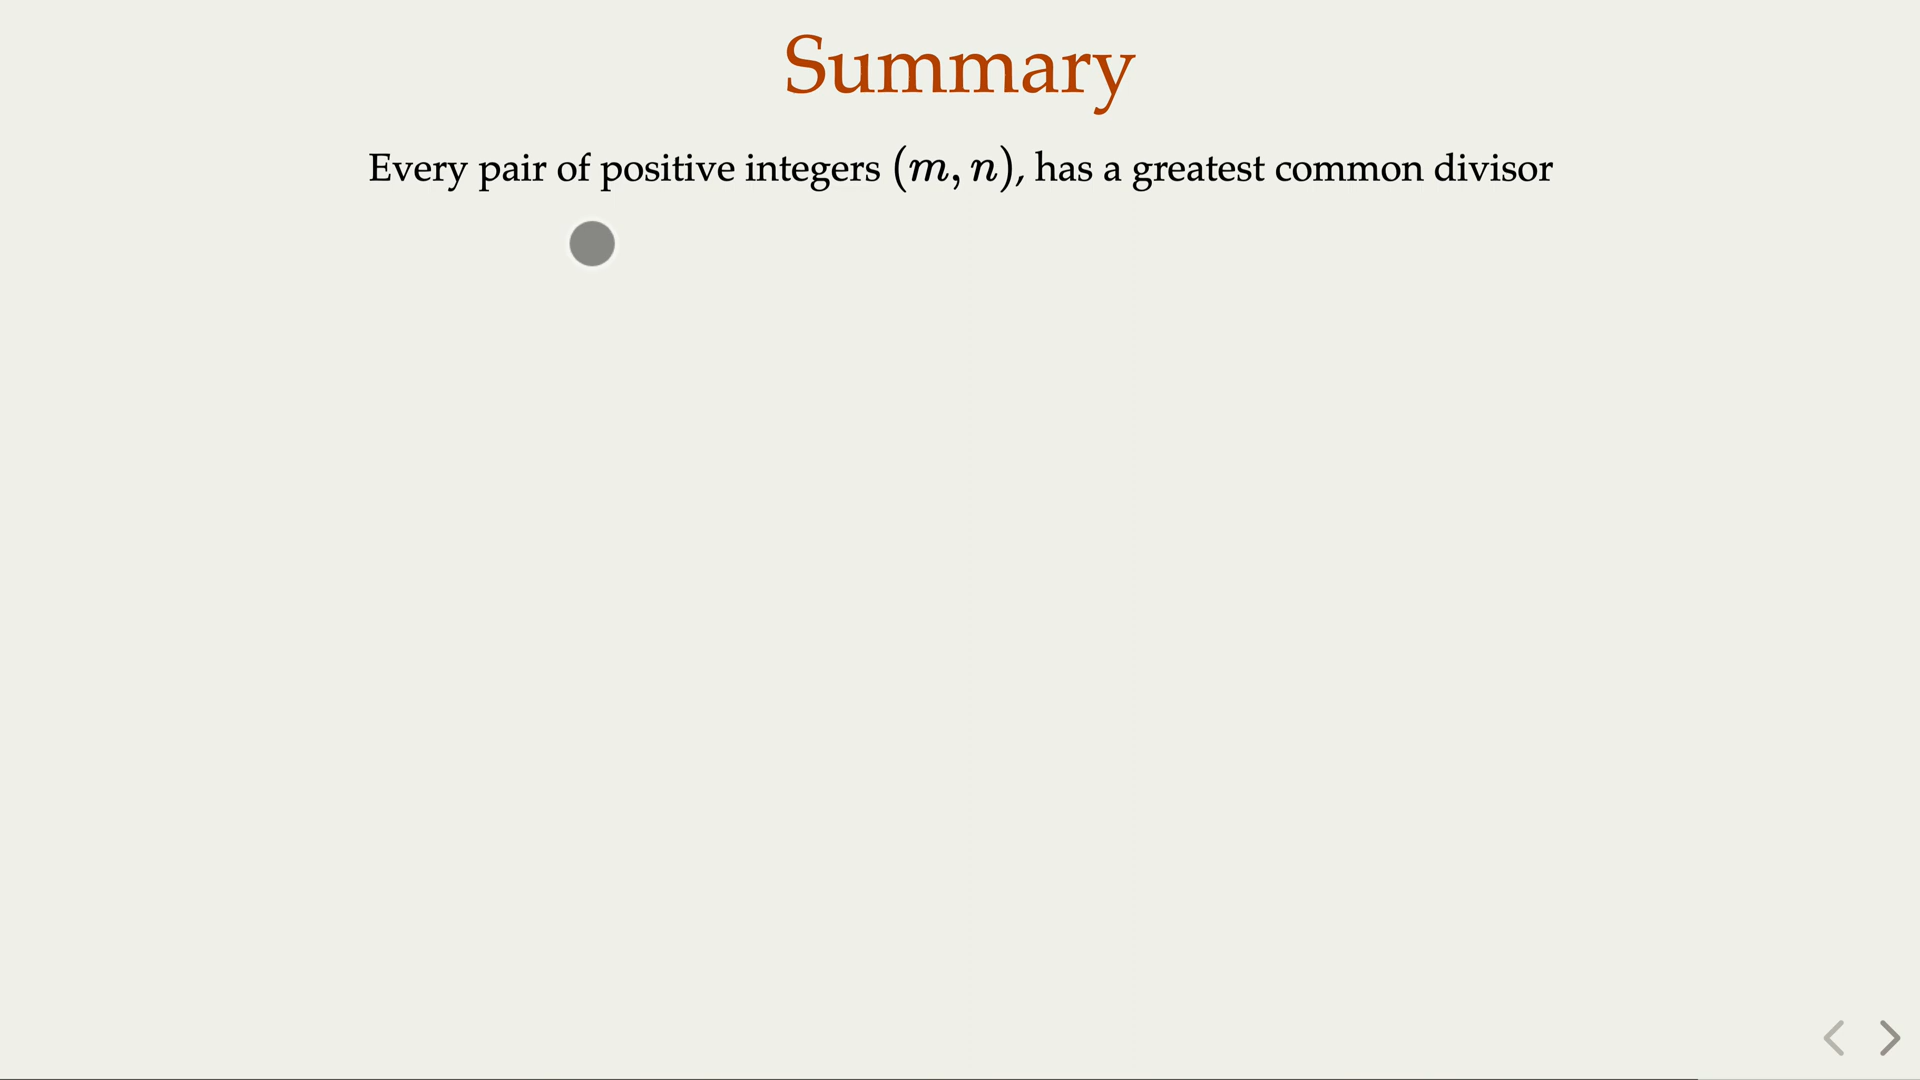 Summary
Every pair of positive integers (m, n), has a greatest common divisor